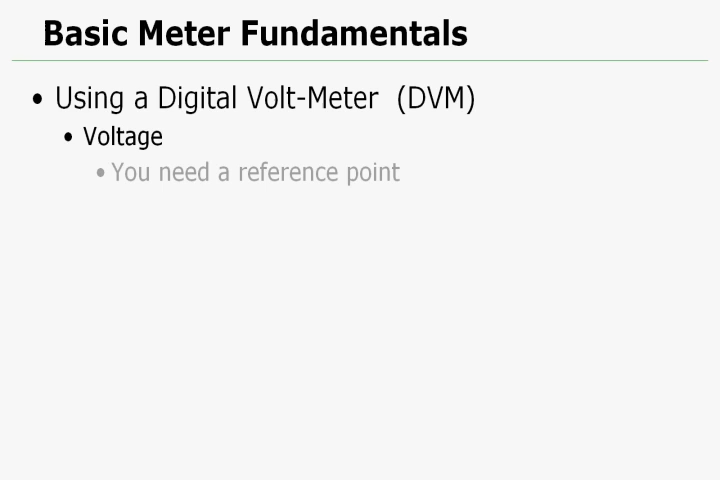 Basic Meter Fundamentals
• Using a Digital Volt-Meter (DVM)
• Voltage
• You need a reference point